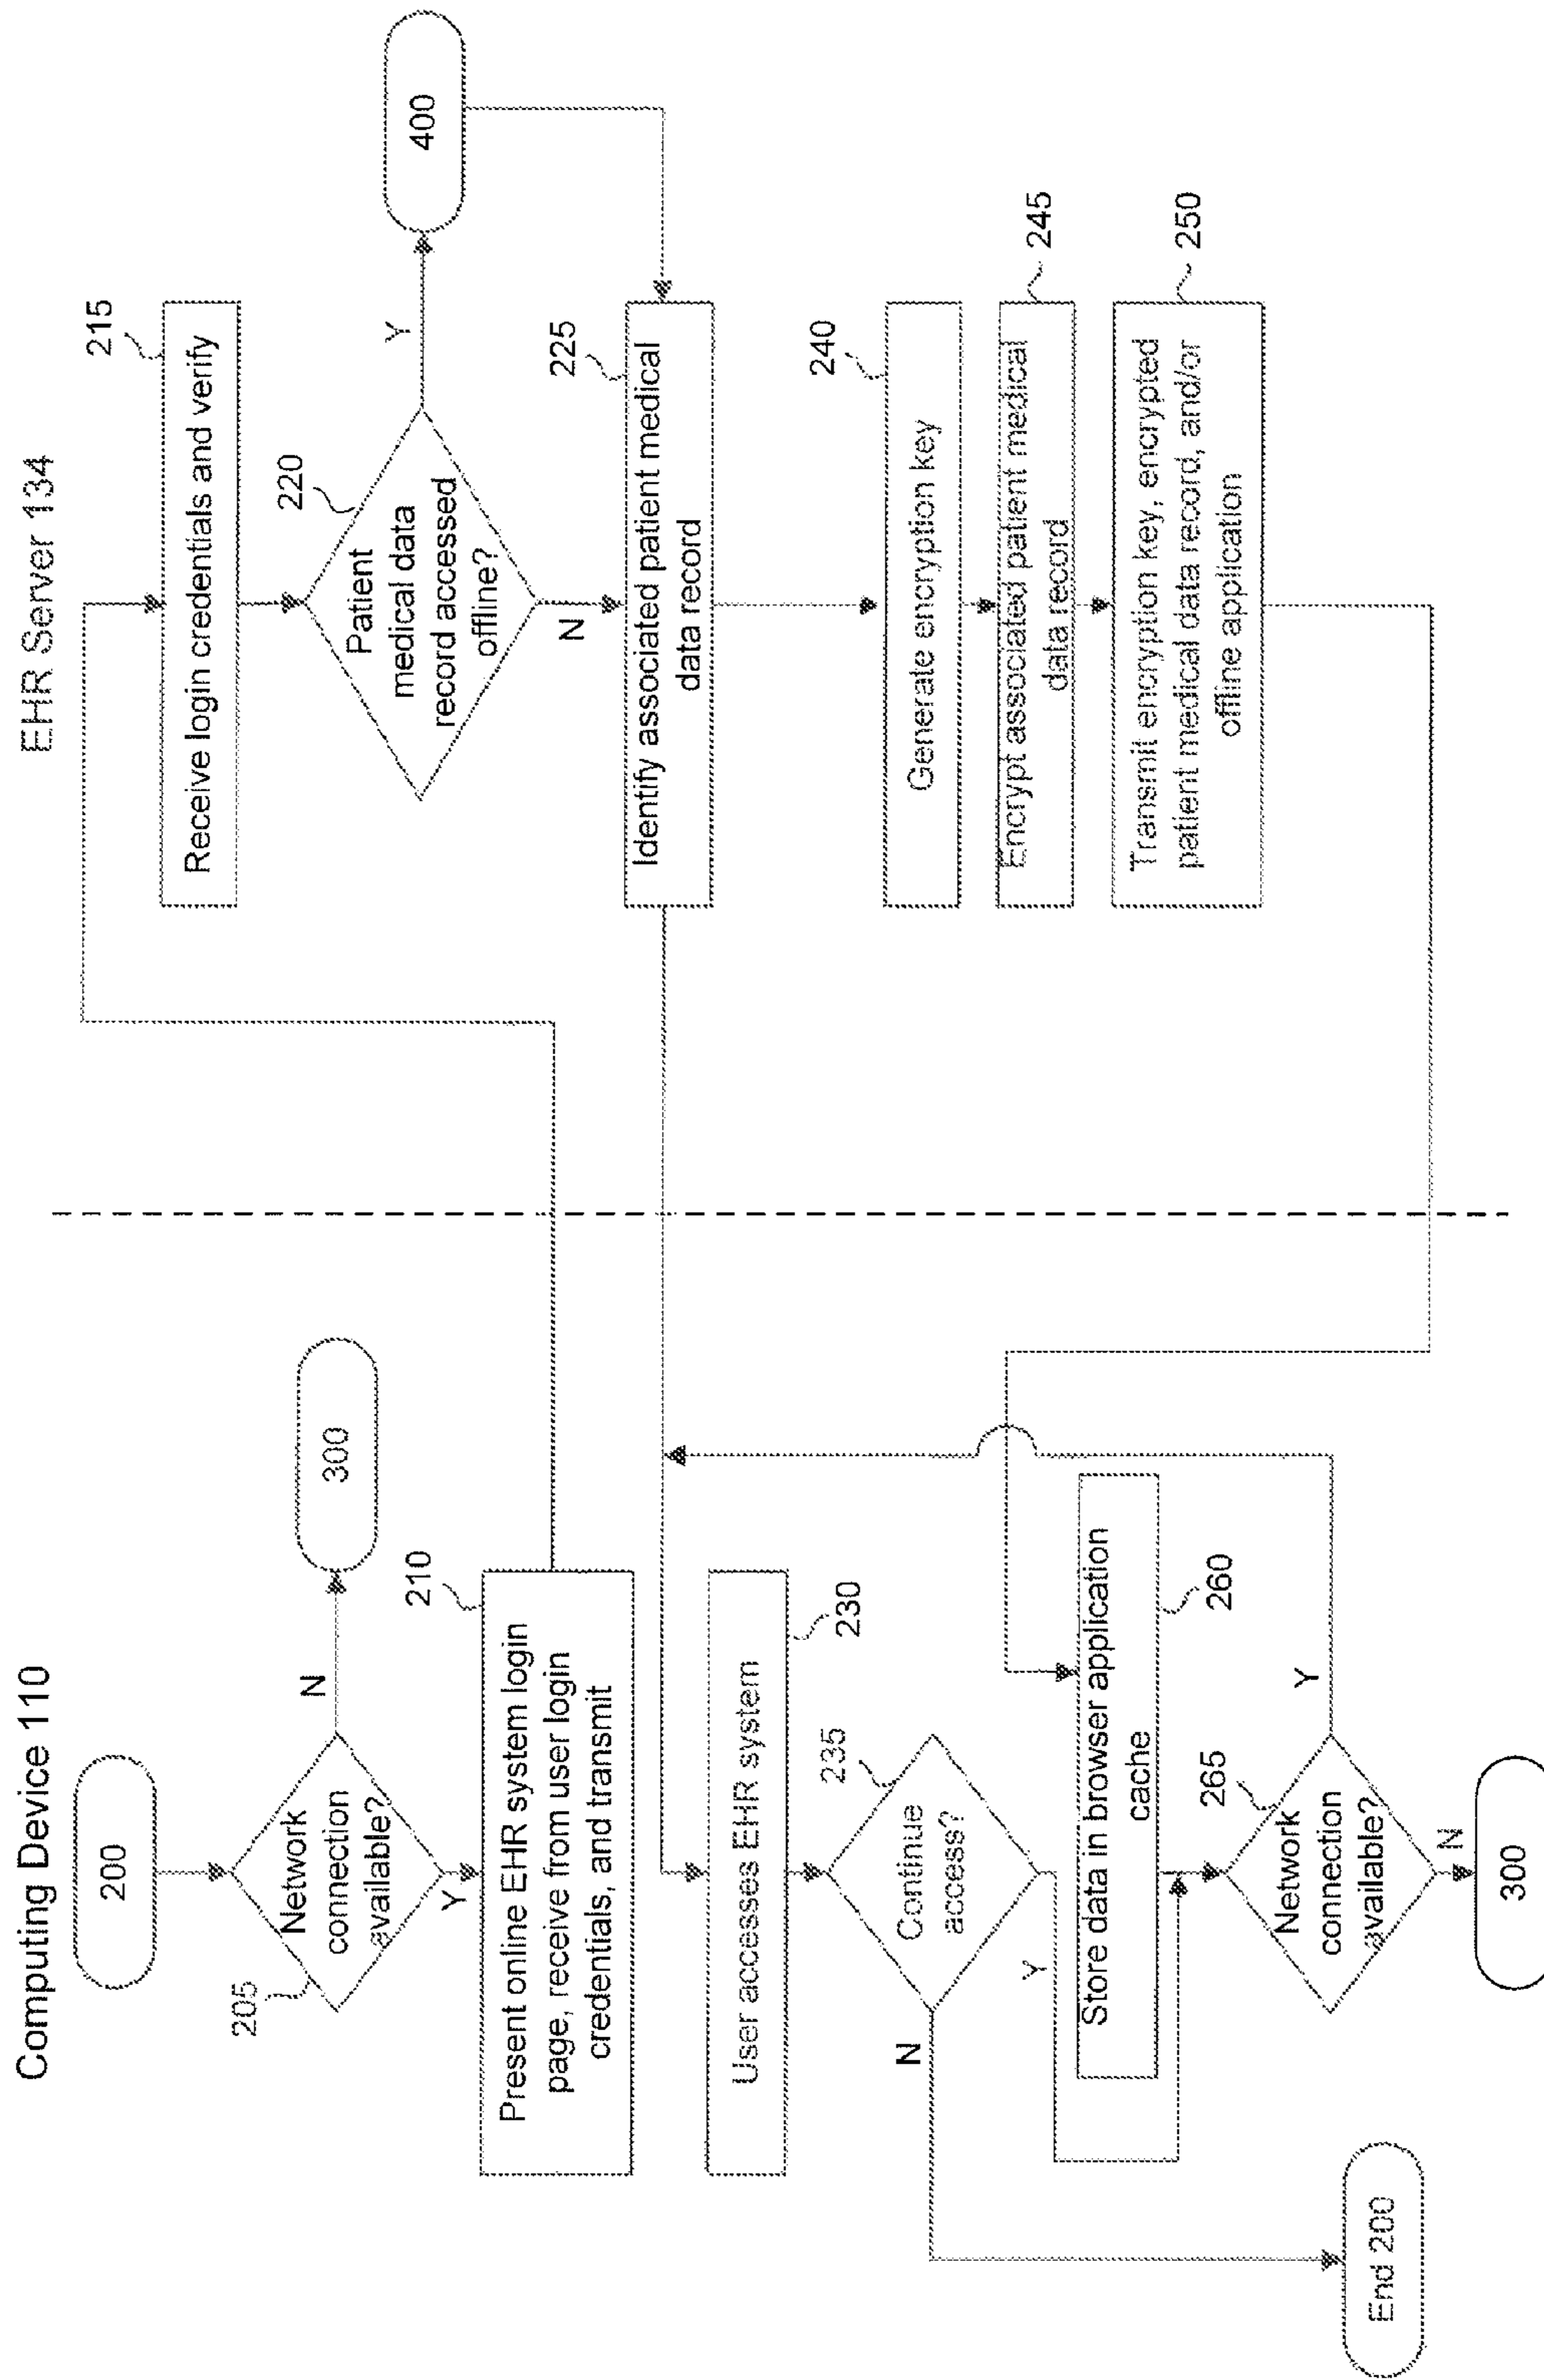 Computing Device 110
EHR Server 134
200
205
Network
connection
available?
N
300
Y
210
Present online EHR system login
page, receive from user login
credentials, and transmit
215
Receive login credentials and verify
220
Patient
medical data
record accessed
offline?
Y
400
N
225
Identify associated patient medical
data record
230
User accesses EHR system
235
Continue
access?
N
Y
240
Generate encryption key
245
Encrypt associated patient medical
data record
250
Transmit encryption key, encrypted
patient medical data record, and/or
offline application
Store data in browser application
cache
260
265
Network
connection
available?
Y
N
300
End 200